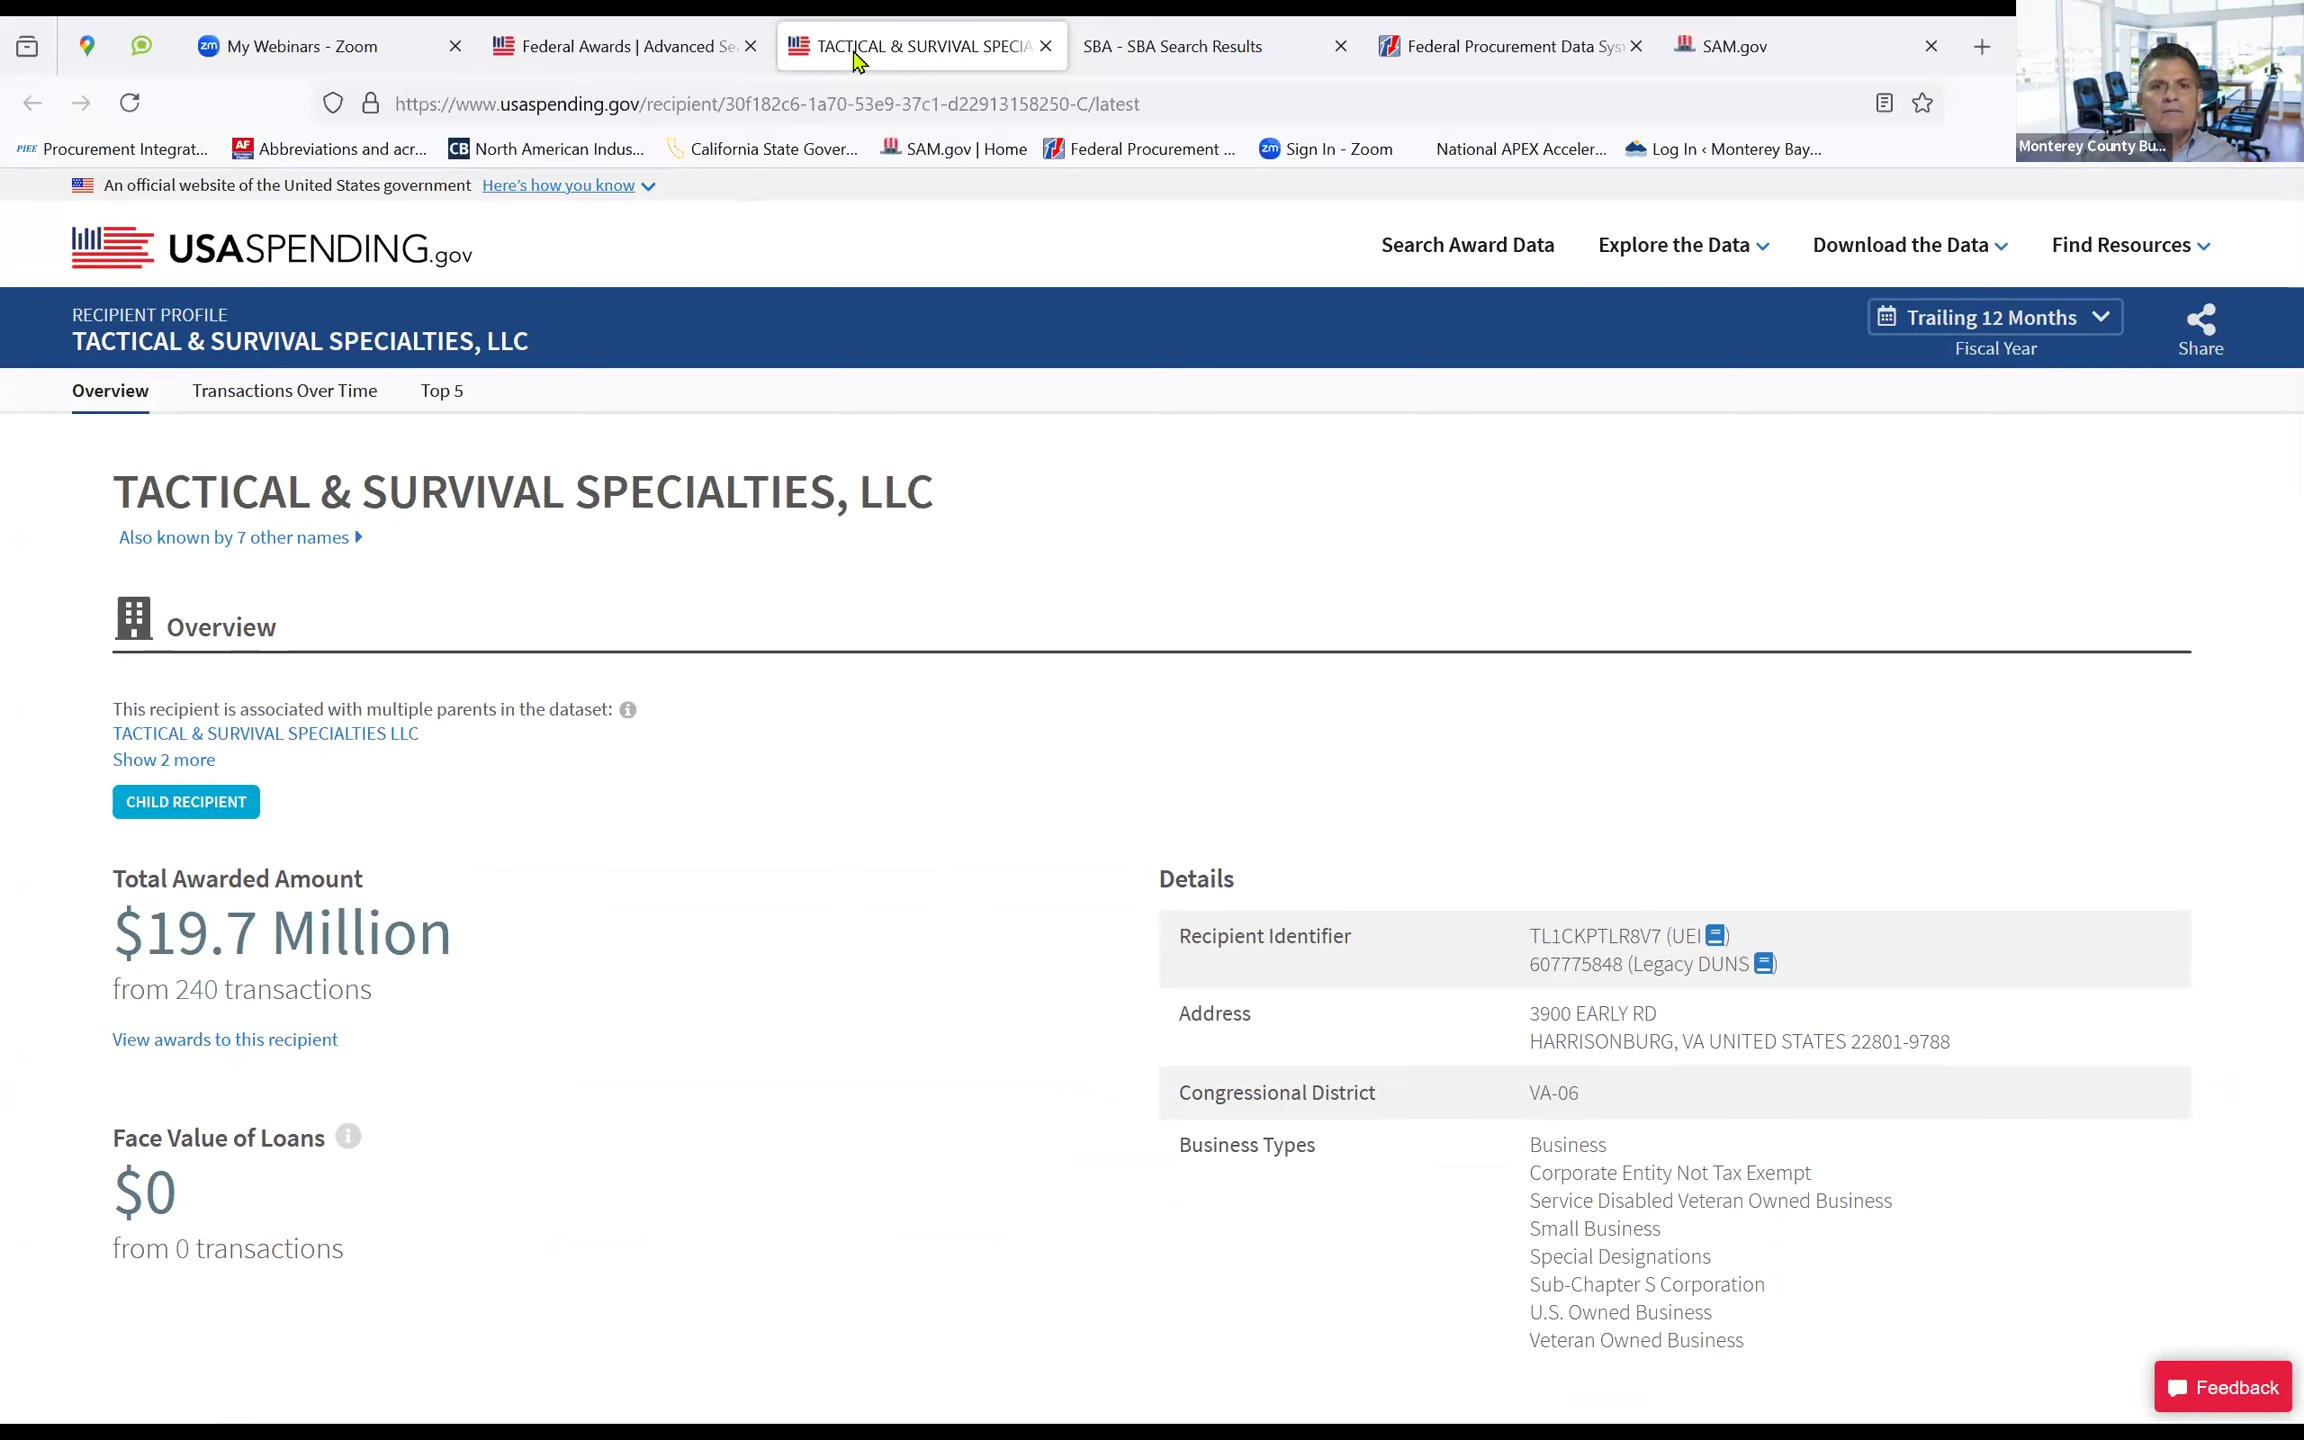 My Webinars - Zoom
Federal Awards | Advanced Se
TACTICAL & SURVIVAL SPECIA
SBA - SBA Search Results
Federal Procurement Data Sys
SAM.gov
https://www.usaspending.gov/recipient/30f182c6-1a70-53e9-37c1-d22913158250-C/latest
PIEE Procurement Integrat...
AF Abbreviations and acr...
CB North American Indus...
California State Gover...
SAM.gov | Home
Federal Procurement ...
zm Sign In - Zoom
National APEX Acceler...
Log In ‹ Monterey Bay...
Monterey County Bu...
An official website of the United States government Here's how you know
USASPENDING.gov
Search Award Data Explore the Data Download the Data Find Resources
RECIPIENT PROFILE
TACTICAL & SURVIVAL SPECIALTIES, LLC
Trailing 12 Months
Fiscal Year
Share
Overview Transactions Over Time Top 5
TACTICAL & SURVIVAL SPECIALTIES, LLC
Also known by 7 other names
Overview
This recipient is associated with multiple parents in the dataset:
TACTICAL & SURVIVAL SPECIALTIES LLC
Show 2 more
CHILD RECIPIENT
Total Awarded Amount
$19.7 Million
from 240 transactions
View awards to this recipient
Face Value of Loans
$0
from 0 transactions
Details
Recipient Identifier
TL1CKPTLR8V7 (UEI )
607775848 (Legacy DUNS )
Address
3900 EARLY RD
HARRISONBURG, VA UNITED STATES 22801-9788
Congressional District
VA-06
Business Types
Business
Corporate Entity Not Tax Exempt
Service Disabled Veteran Owned Business
Small Business
Special Designations
Sub-Chapter S Corporation
U.S. Owned Business
Veteran Owned Business
Feedback